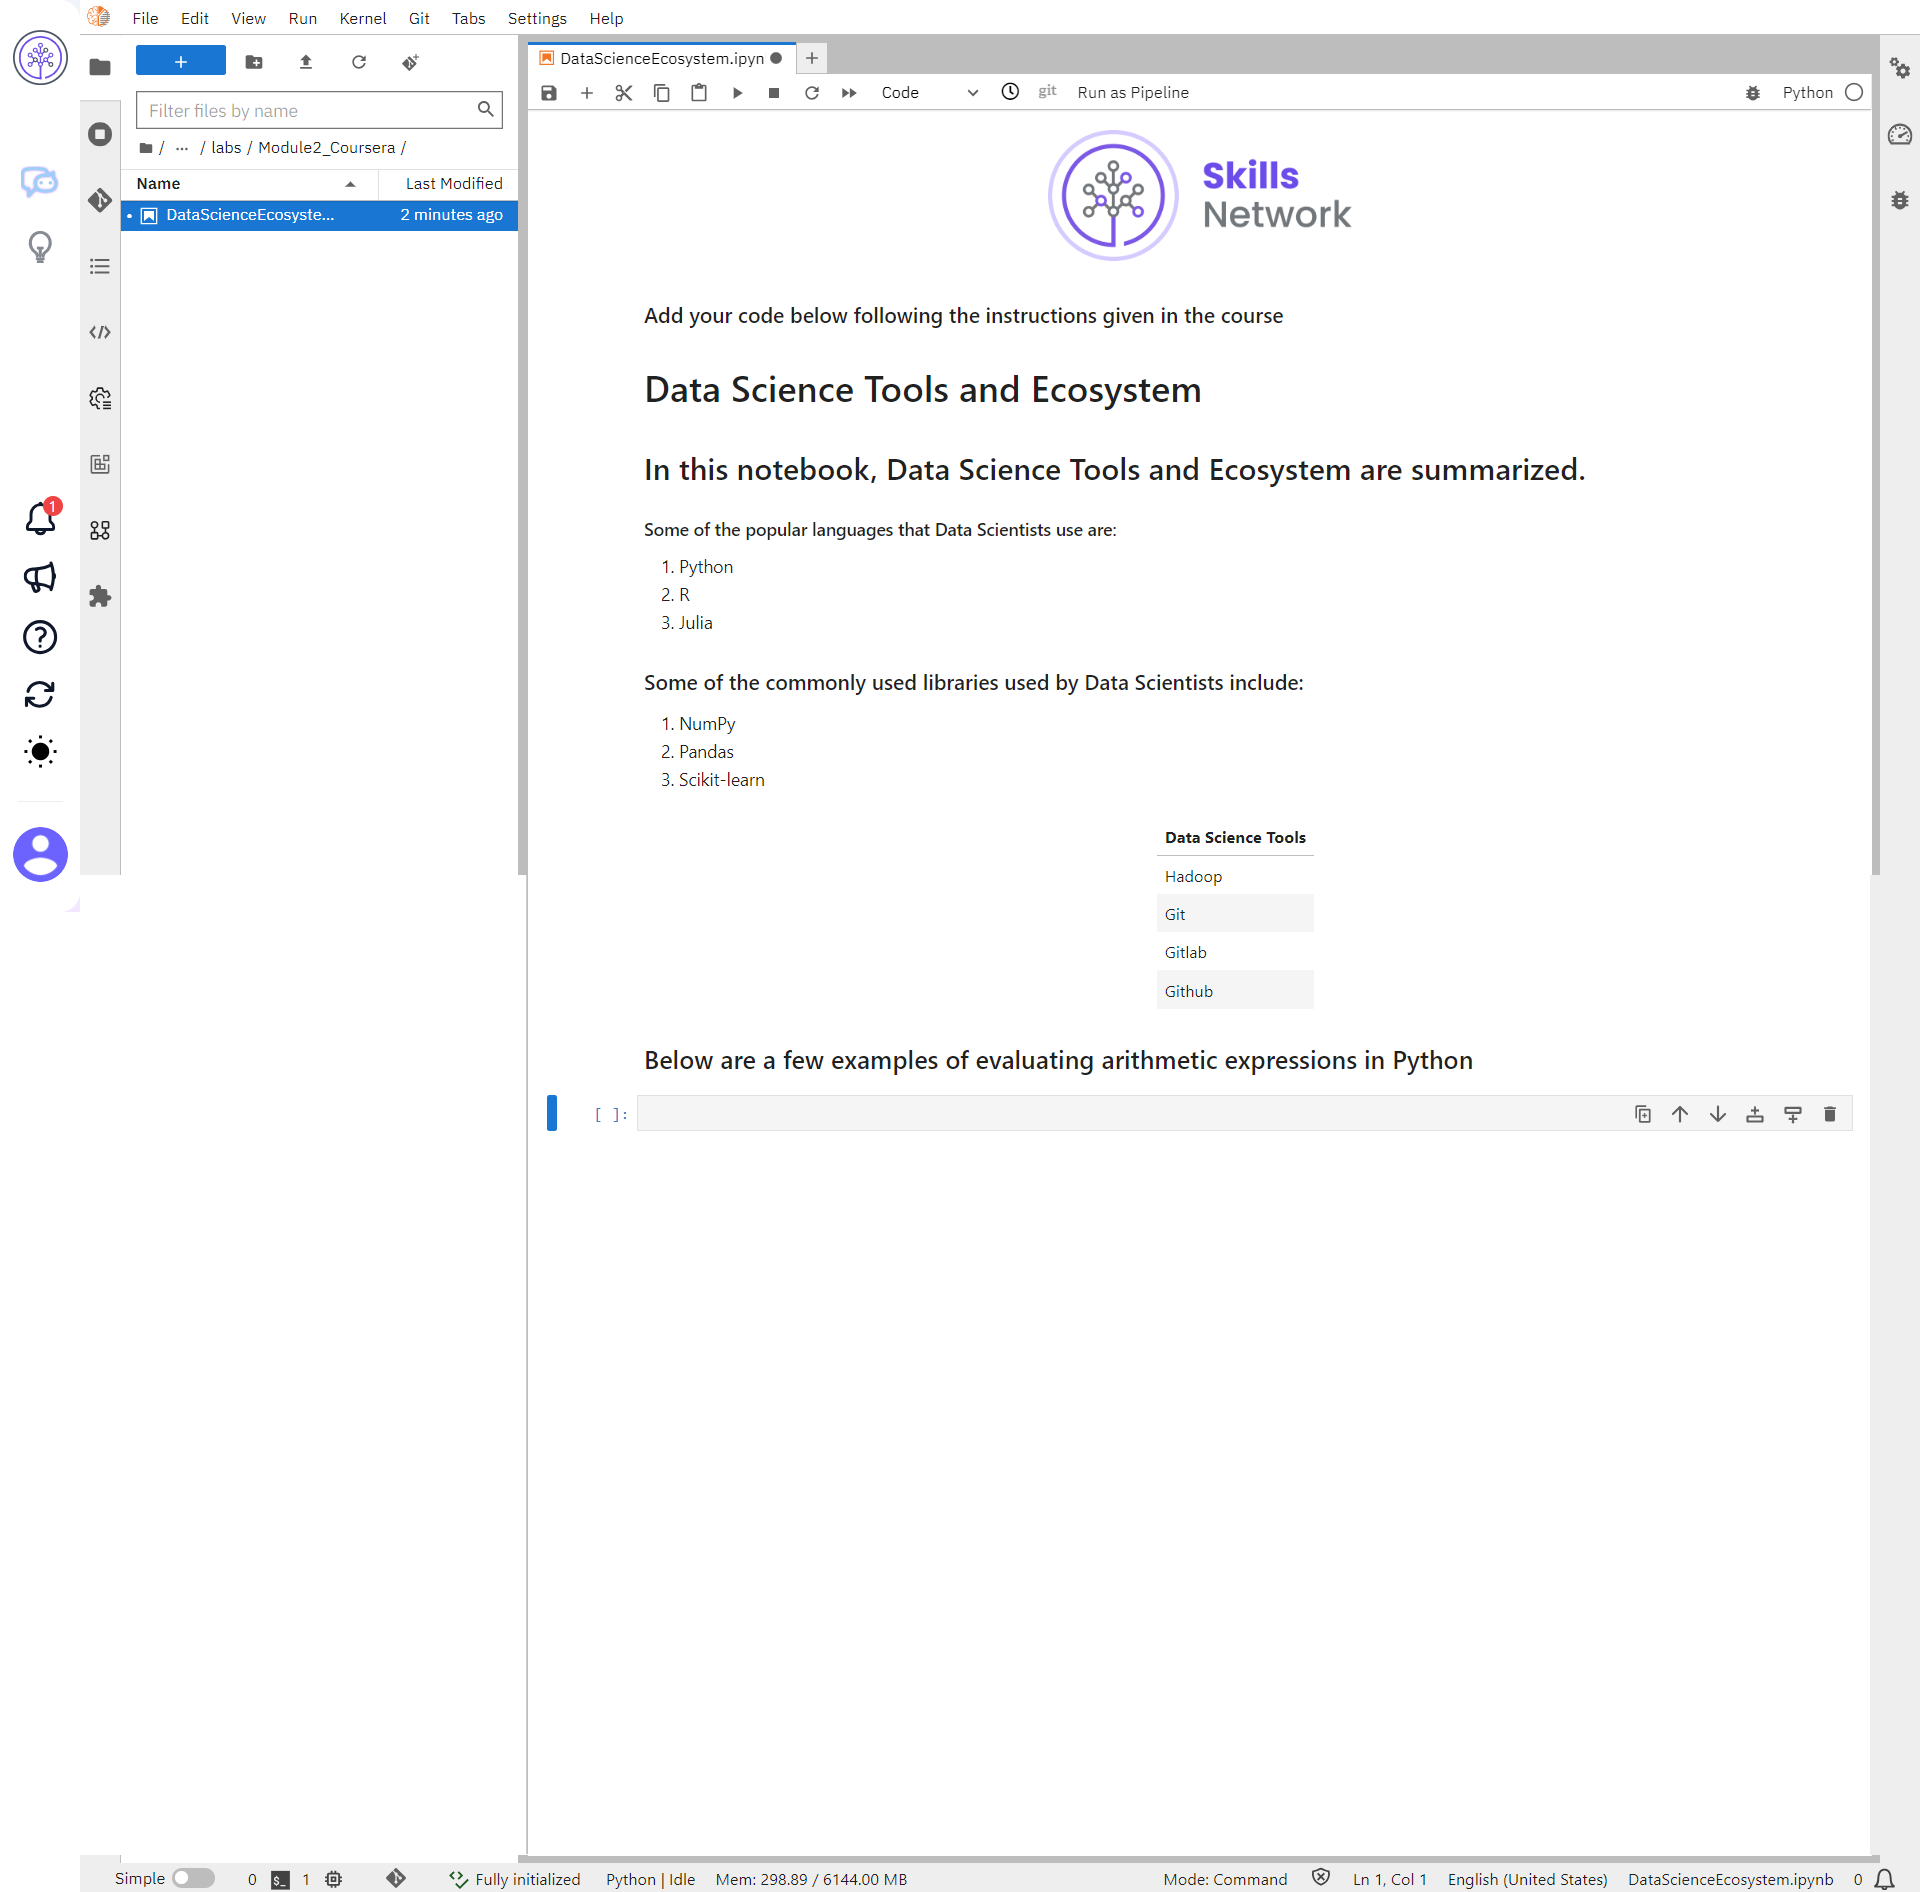 File Edit View Run Kernel Git Tabs Settings Help
+
Filter files by name
/ ... / labs / Module2_Coursera /
Name Last Modified
• DataScienceEcosyste... 2 minutes ago
1
DataScienceEcosystem.ipyn
Code git Run as Pipeline Python
Skills
Network
Add your code below following the instructions given in the course
Data Science Tools and Ecosystem
In this notebook, Data Science Tools and Ecosystem are summarized.
Some of the popular languages that Data Scientists use are:
1. Python
2. R
3. Julia
Some of the commonly used libraries used by Data Scientists include:
1. NumPy
2. Pandas
3. Scikit-learn
Data Science Tools
Hadoop
Git
Gitlab
Github
Below are a few examples of evaluating arithmetic expressions in Python
[ ]:
Simple 0 $_ 1 Fully initialized Python | Idle Mem: 298.89 / 6144.00 MB Mode: Command Ln 1, Col 1 English (United States) DataScienceEcosystem.ipynb 0